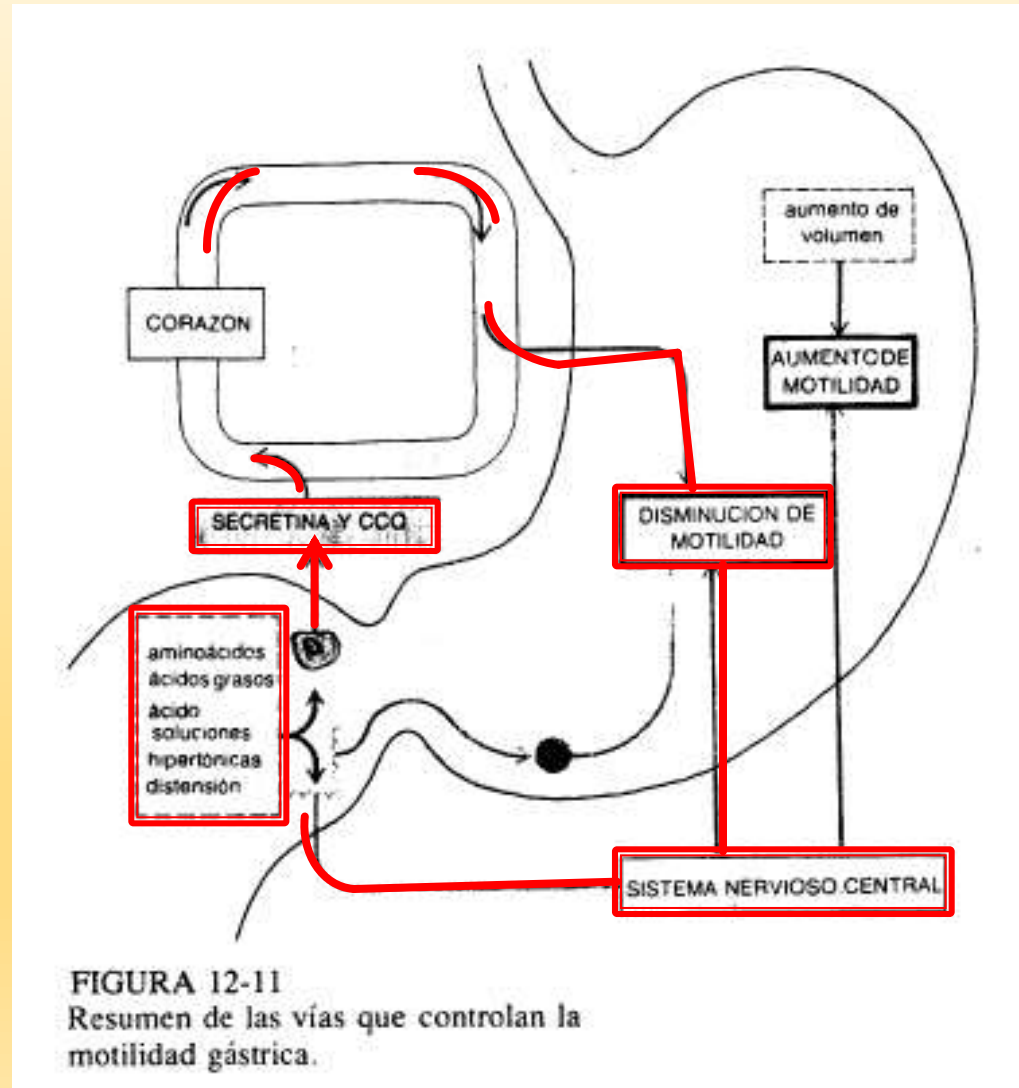 aumento de
volumen
CORAZON
AUMENTO DE
MOTILIDAD
SECRETINA Y CCQ
DISMINUCION DE
MOTILIDAD
aminoácidos
ácidos grasos
ácido
soluciones
hipertónicas
distensión
SISTEMA NERVIOSO CENTRAL
FIGURA 12-11
Resumen de las vías que controlan la
motilidad gástrica.